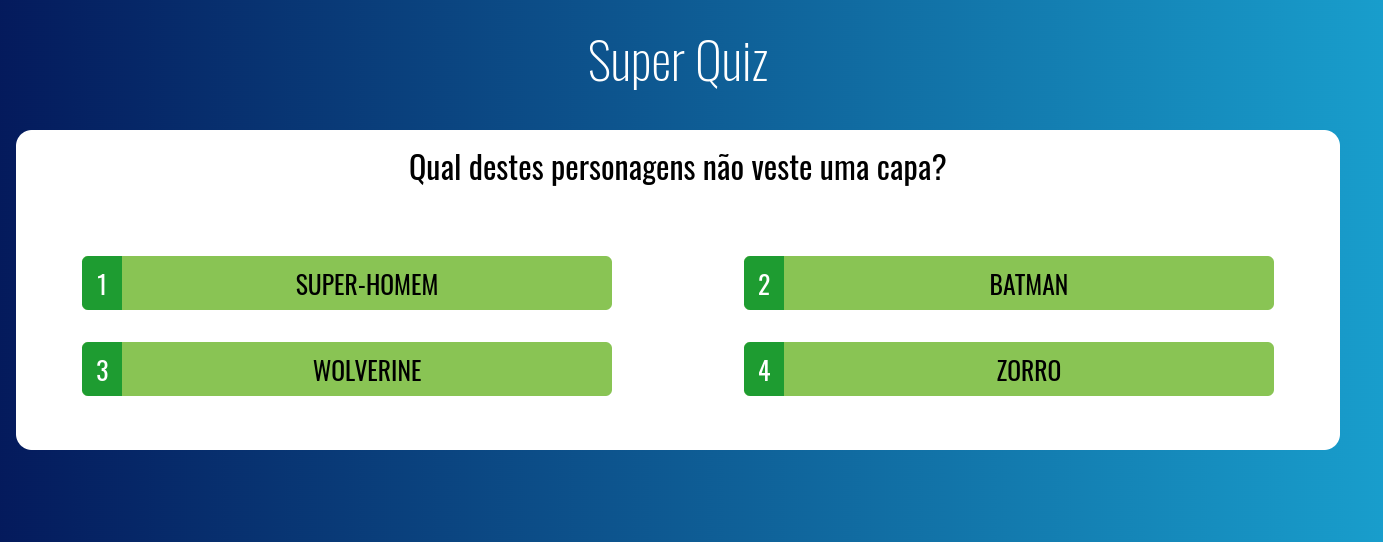 Super Quiz
Qual destes personagens não veste uma capa?
1 SUPER-HOMEM
2 BATMAN
3 WOLVERINE
4 ZORRO